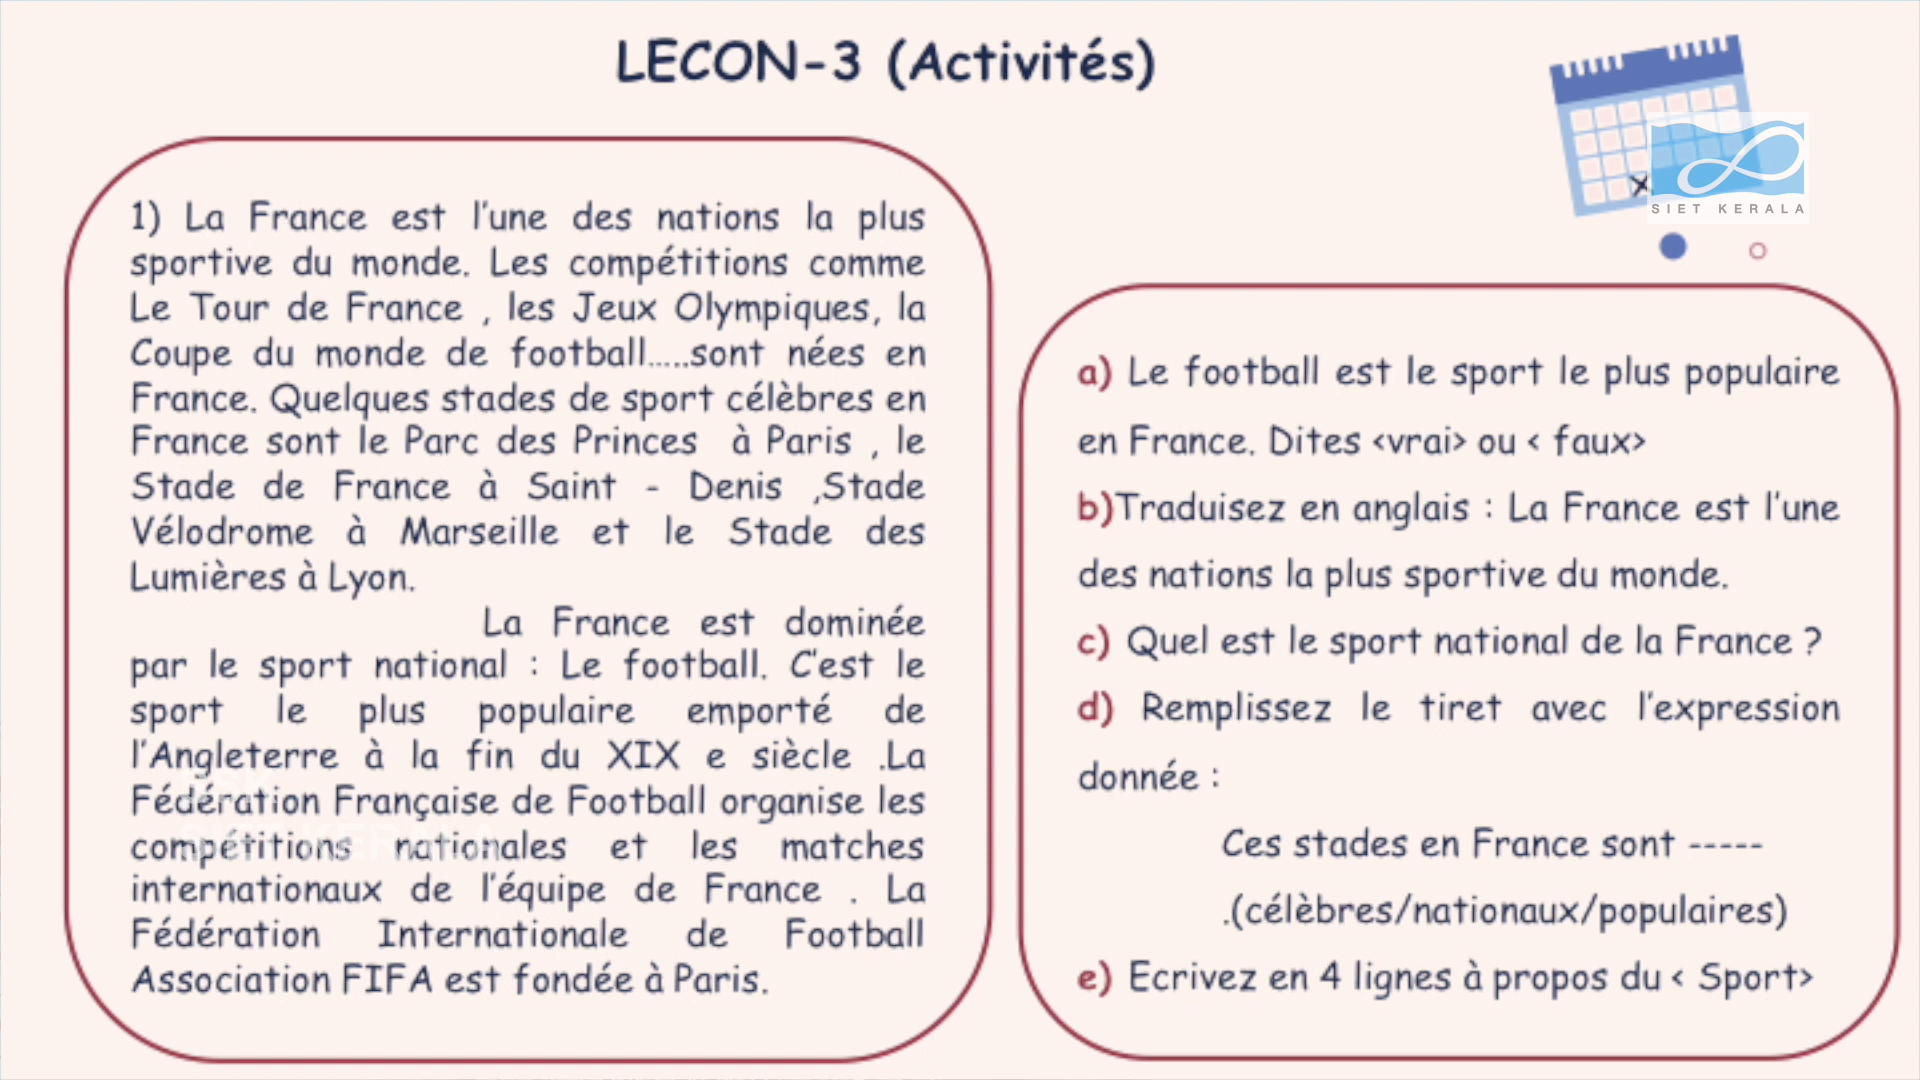 LECON-3 (Activités)
SIET KERALA
1) La France est l'une des nations la plus
sportive du monde. Les compétitions comme
Le Tour de France , les Jeux Olympiques, la
Coupe du monde de football.....sont nées en
France. Quelques stades de sport célèbres en
France sont le Parc des Princes à Paris , le
Stade de France à Saint - Denis ,Stade
Vélodrome à Marseille et le Stade des
Lumières à Lyon.
La France est dominée
par le sport national : Le football. C'est le
sport le plus populaire emporté de
l'Angleterre à la fin du XIX e siècle .La
Fédération Française de Football organise les
compétitions nationales et les matches
internationaux de l'équipe de France . La
Fédération Internationale de Football
Association FIFA est fondée à Paris.
a) Le football est le sport le plus populaire
en France. Dites <vrai> ou < faux>
b)Traduisez en anglais : La France est l'une
des nations la plus sportive du monde.
c) Quel est le sport national de la France ?
d) Remplissez le tiret avec l'expression
donnée :
Ces stades en France sont -----
.(célèbres/nationaux/populaires)
e) Ecrivez en 4 lignes à propos du < Sport>